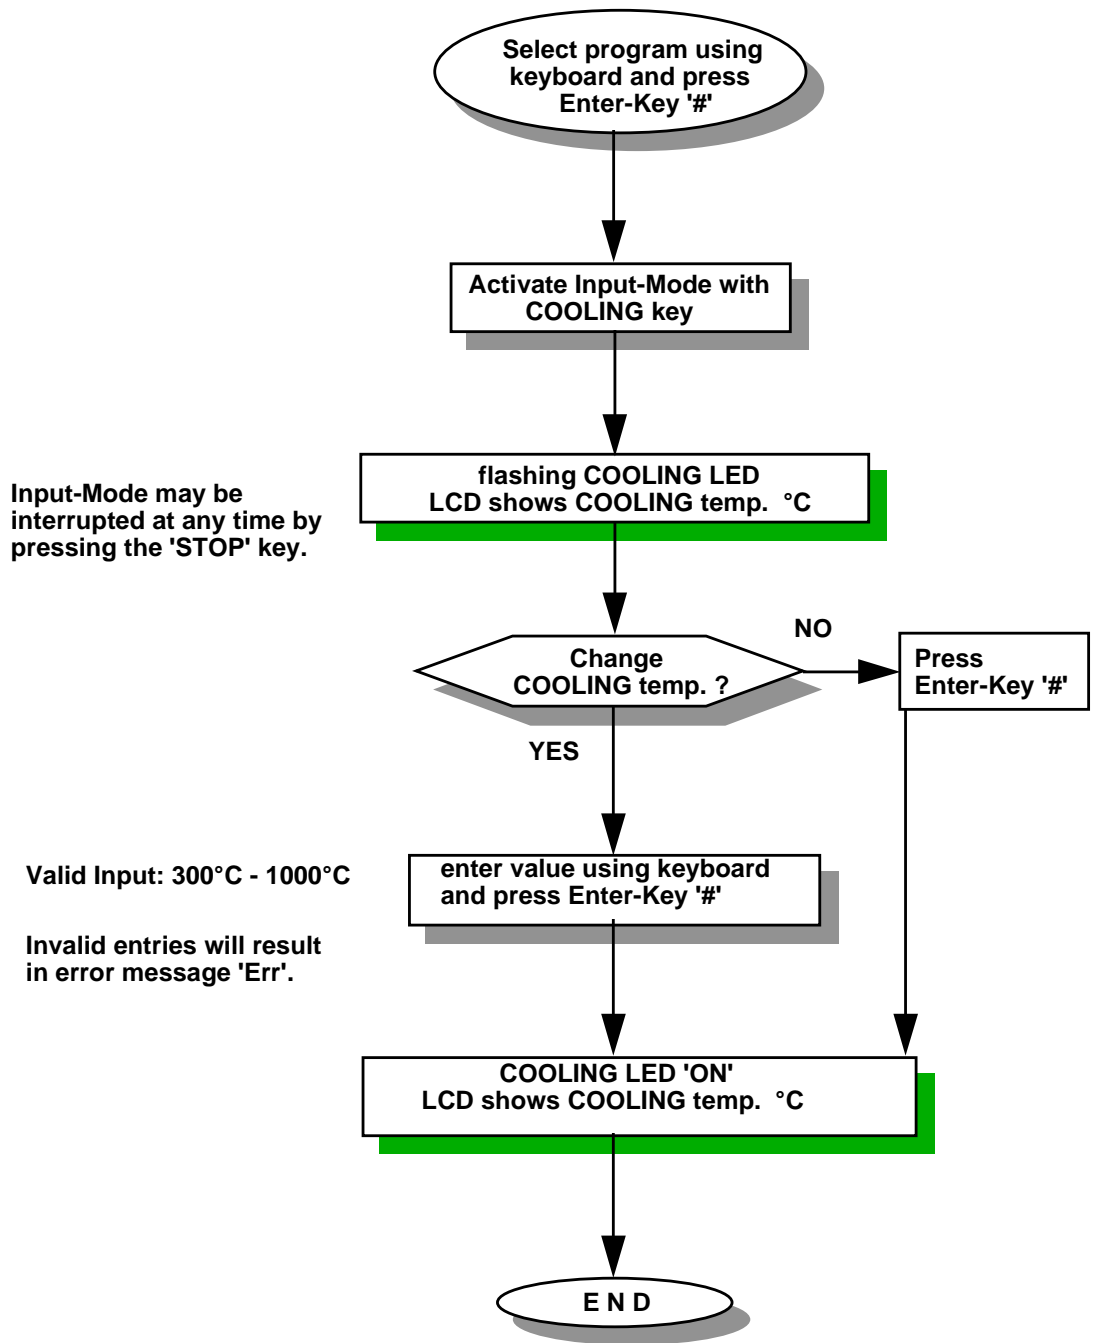 Select program using
keyboard and press
Enter-Key '#'
Activate Input-Mode with
COOLING key
flashing COOLING LED
LCD shows COOLING temp. °C
Input-Mode may be
interrupted at any time by
pressing the 'STOP' key.
Change
COOLING temp. ?
NO
Press
Enter-Key '#'
YES
enter value using keyboard
and press Enter-Key '#'
Valid Input: 300°C - 1000°C
Invalid entries will result
in error message 'Err'.
COOLING LED 'ON'
LCD shows COOLING temp. °C
E N D